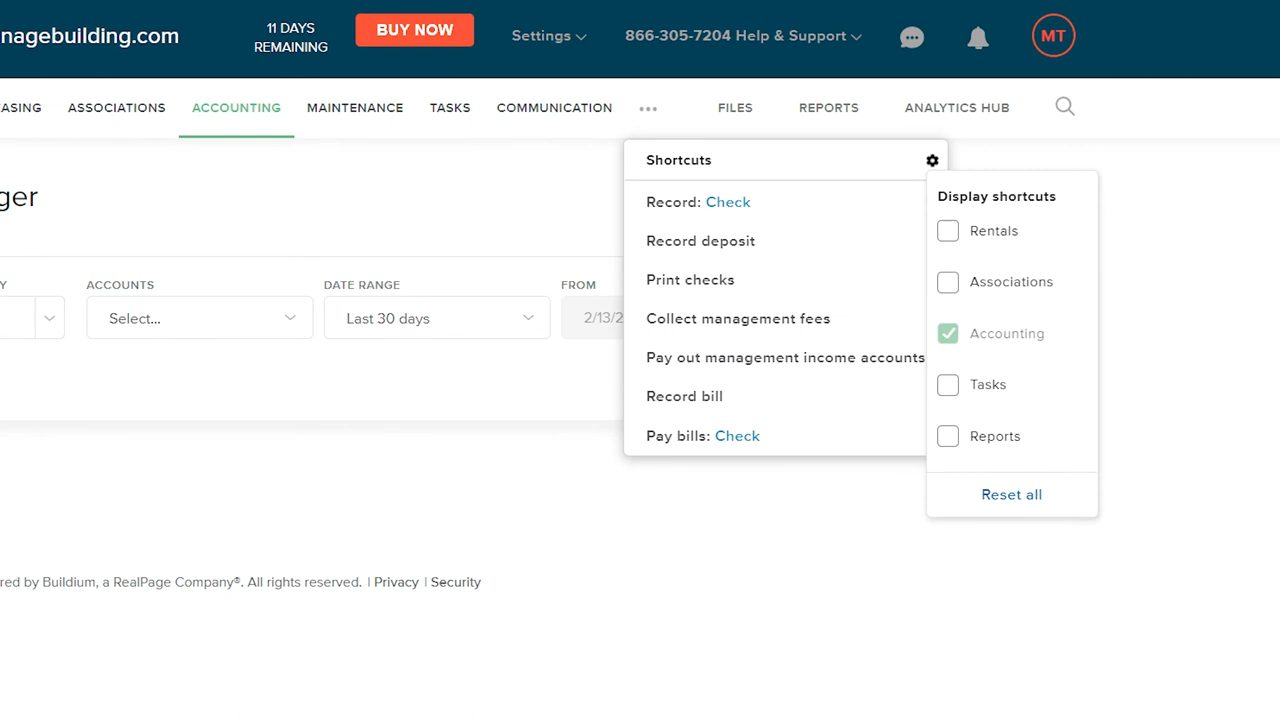 nagebuilding.com
11 DAYS
REMAINING
BUY NOW
Settings
866-305-7204 Help & Support
MT
ASSOCIATIONS
ACCOUNTING
MAINTENANCE
TASKS
COMMUNICATION
FILES
REPORTS
ANALYTICS HUB
Shortcuts
Record: Check
Record deposit
Print checks
Collect management fees
Pay out management income accounts
Record bill
Pay bills: Check
Display shortcuts
Rentals
Associations
Accounting
Tasks
Reports
Reset all
ger
ACCOUNTS
Select...
DATE RANGE
Last 30 days
FROM
2/13/2
red by Buildium, a RealPage Company®. All rights reserved. | Privacy | Security